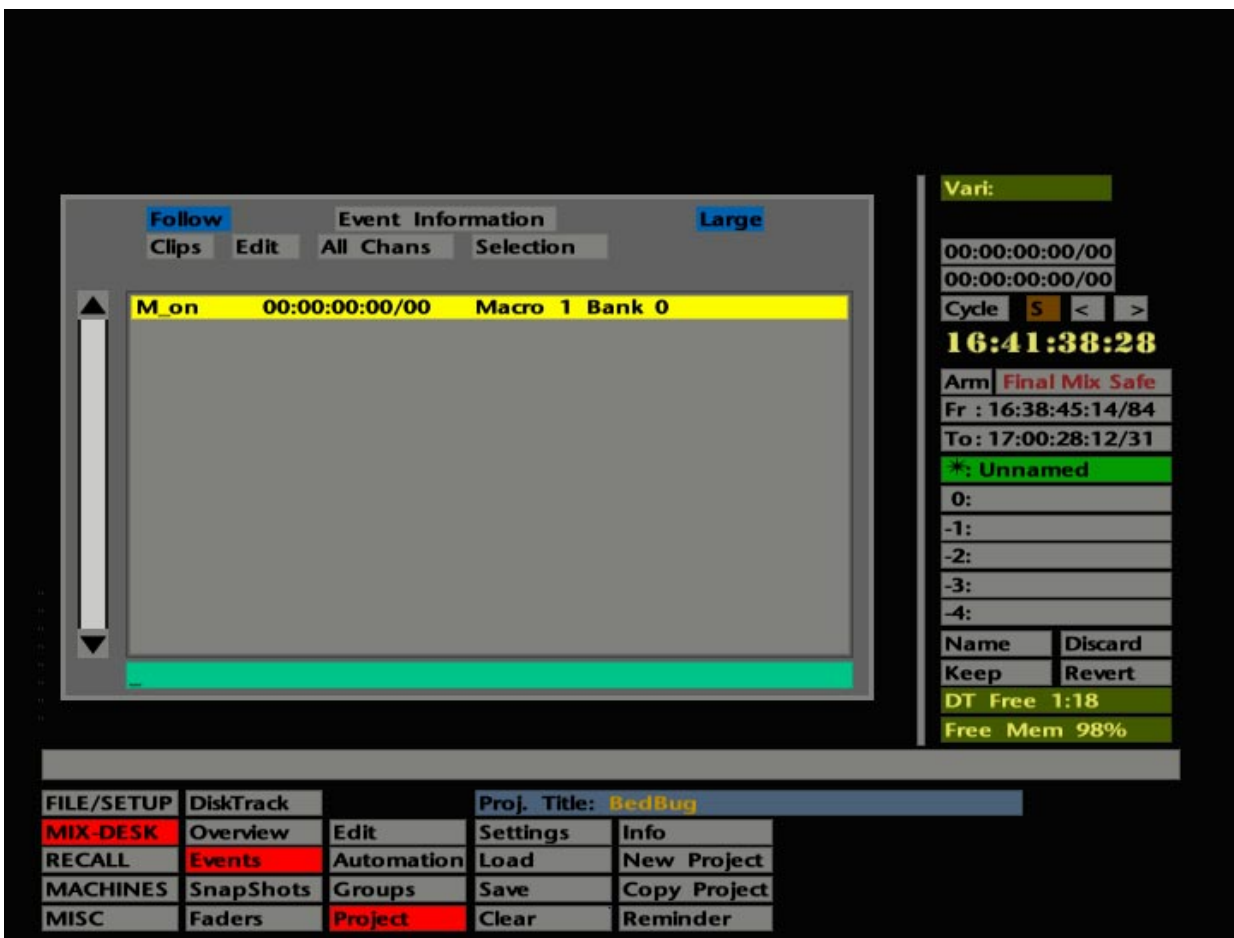 Vari:
Follow Event Information Large
Clips Edit All Chans Selection
00:00:00:00/00
00:00:00:00/00
M_on 00:00:00:00/00 Macro 1 Bank 0
Cycle S < >
16:41:38:28
Arm Final Mix Safe
Fr : 16:38:45:14/84
To: 17:00:28:12/31
*: Unnamed
0:
-1:
-2:
-3:
-4:
Name Discard
Keep Revert
_
DT Free 1:18
Free Mem 98%
FILE/SETUP DiskTrack Proj. Title: BedBug
MIX-DESK Overview Edit Settings Info
RECALL Events Automation Load New Project
MACHINES SnapShots Groups Save Copy Project
MISC Faders Project Clear Reminder